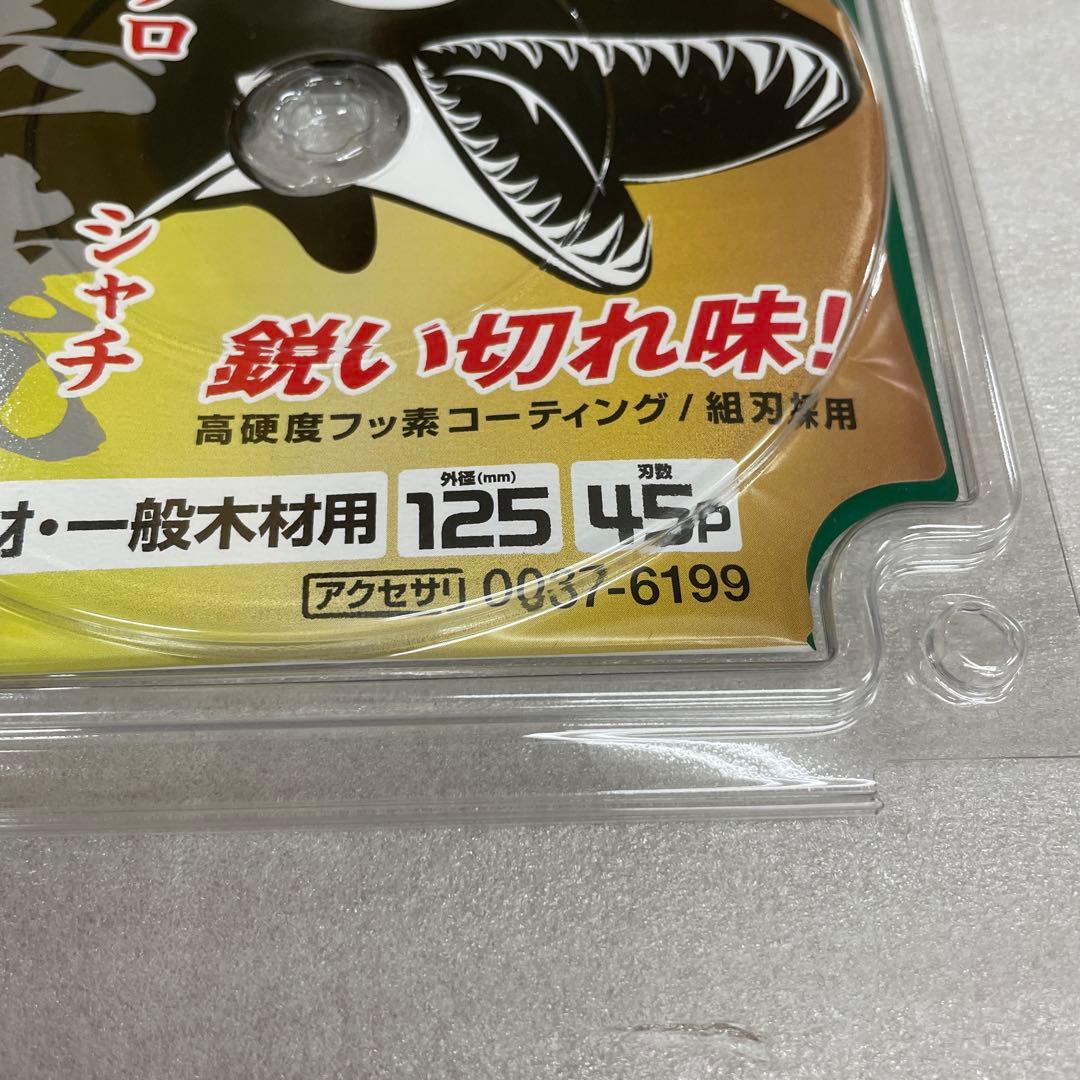 ロ
シャチ
鋭い切れ味!
高硬度フッ素コーティング/組刃採用
・一般木材用
外径(mm)
125
刃数
45P
アクセサリ 0037-6199